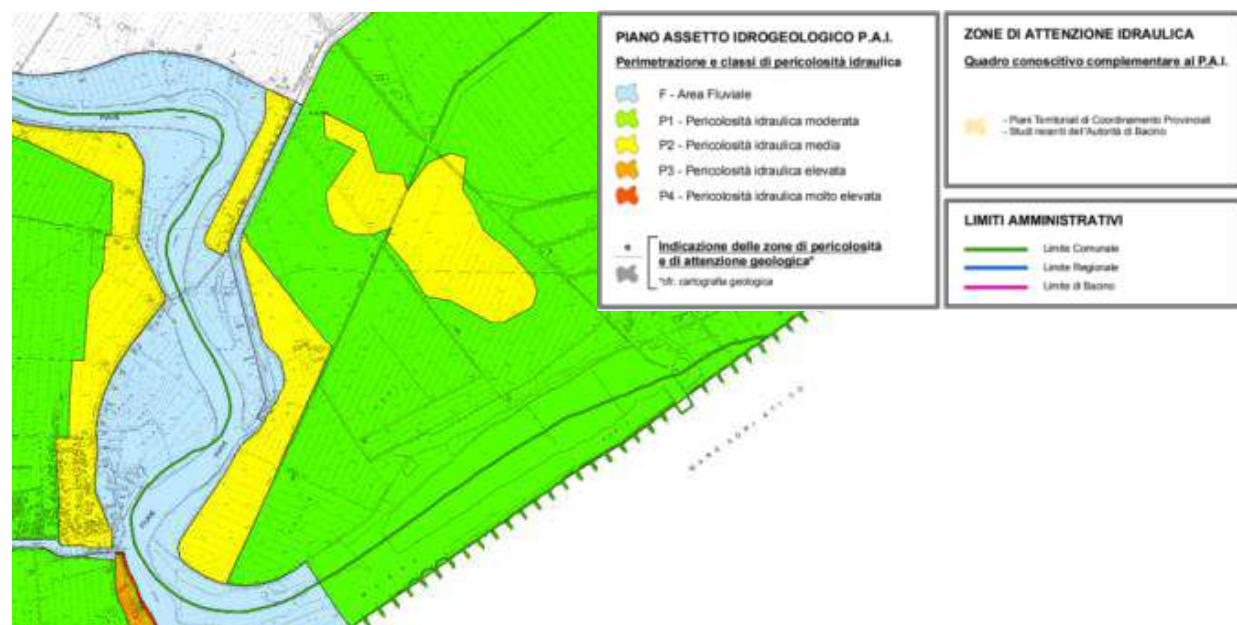 PIANO ASSETTO IDROGEOLOGICO P.A.I.
Perimetrazione e classi di pericolosità idraulica
F - Area Fluviale
P1 - Pericolosità idraulica moderata
P2 - Pericolosità idraulica media
P3 - Pericolosità idraulica elevata
P4 - Pericolosità idraulica molto elevata
Indicazione delle zone di pericolosità
e di attenzione geologica*
*cfr. cartografia geologica
ZONE DI ATTENZIONE IDRAULICA
Quadro conoscitivo complementare al P.A.I.
- Piani Territoriali di Coordinamento Provinciali
- Studi recenti dell'Autorità di Bacino
LIMITI AMMINISTRATIVI
Limite Comunale
Limite Regionale
Limite di Bacino
MARE ADRIATICO
PIAVE